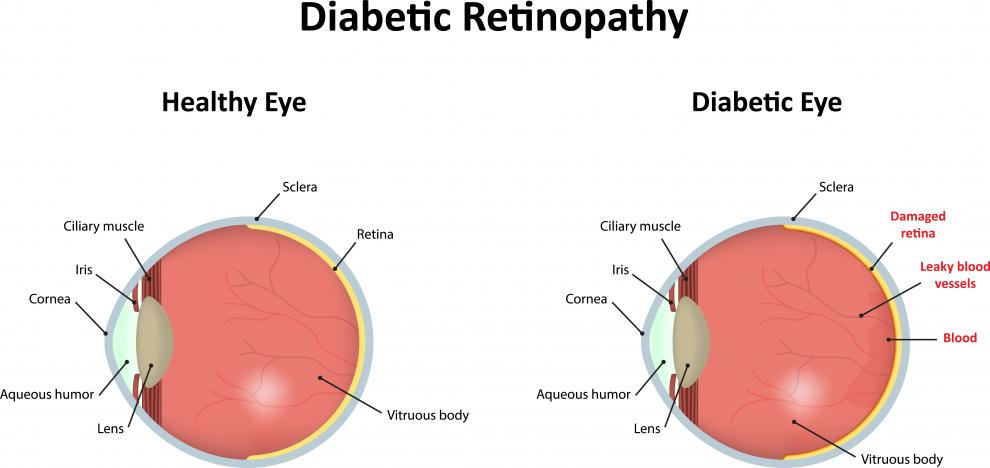 Diabetic Retinopathy
Healthy Eye
Sclera
Ciliary muscle
Retina
Iris
Cornea
Aqueous humor
Lens
Vitruous body
Diabetic Eye
Sclera
Ciliary muscle
Damaged
retina
Iris
Leaky blood
vessels
Cornea
Blood
Aqueous humor
Lens
Vitruous body